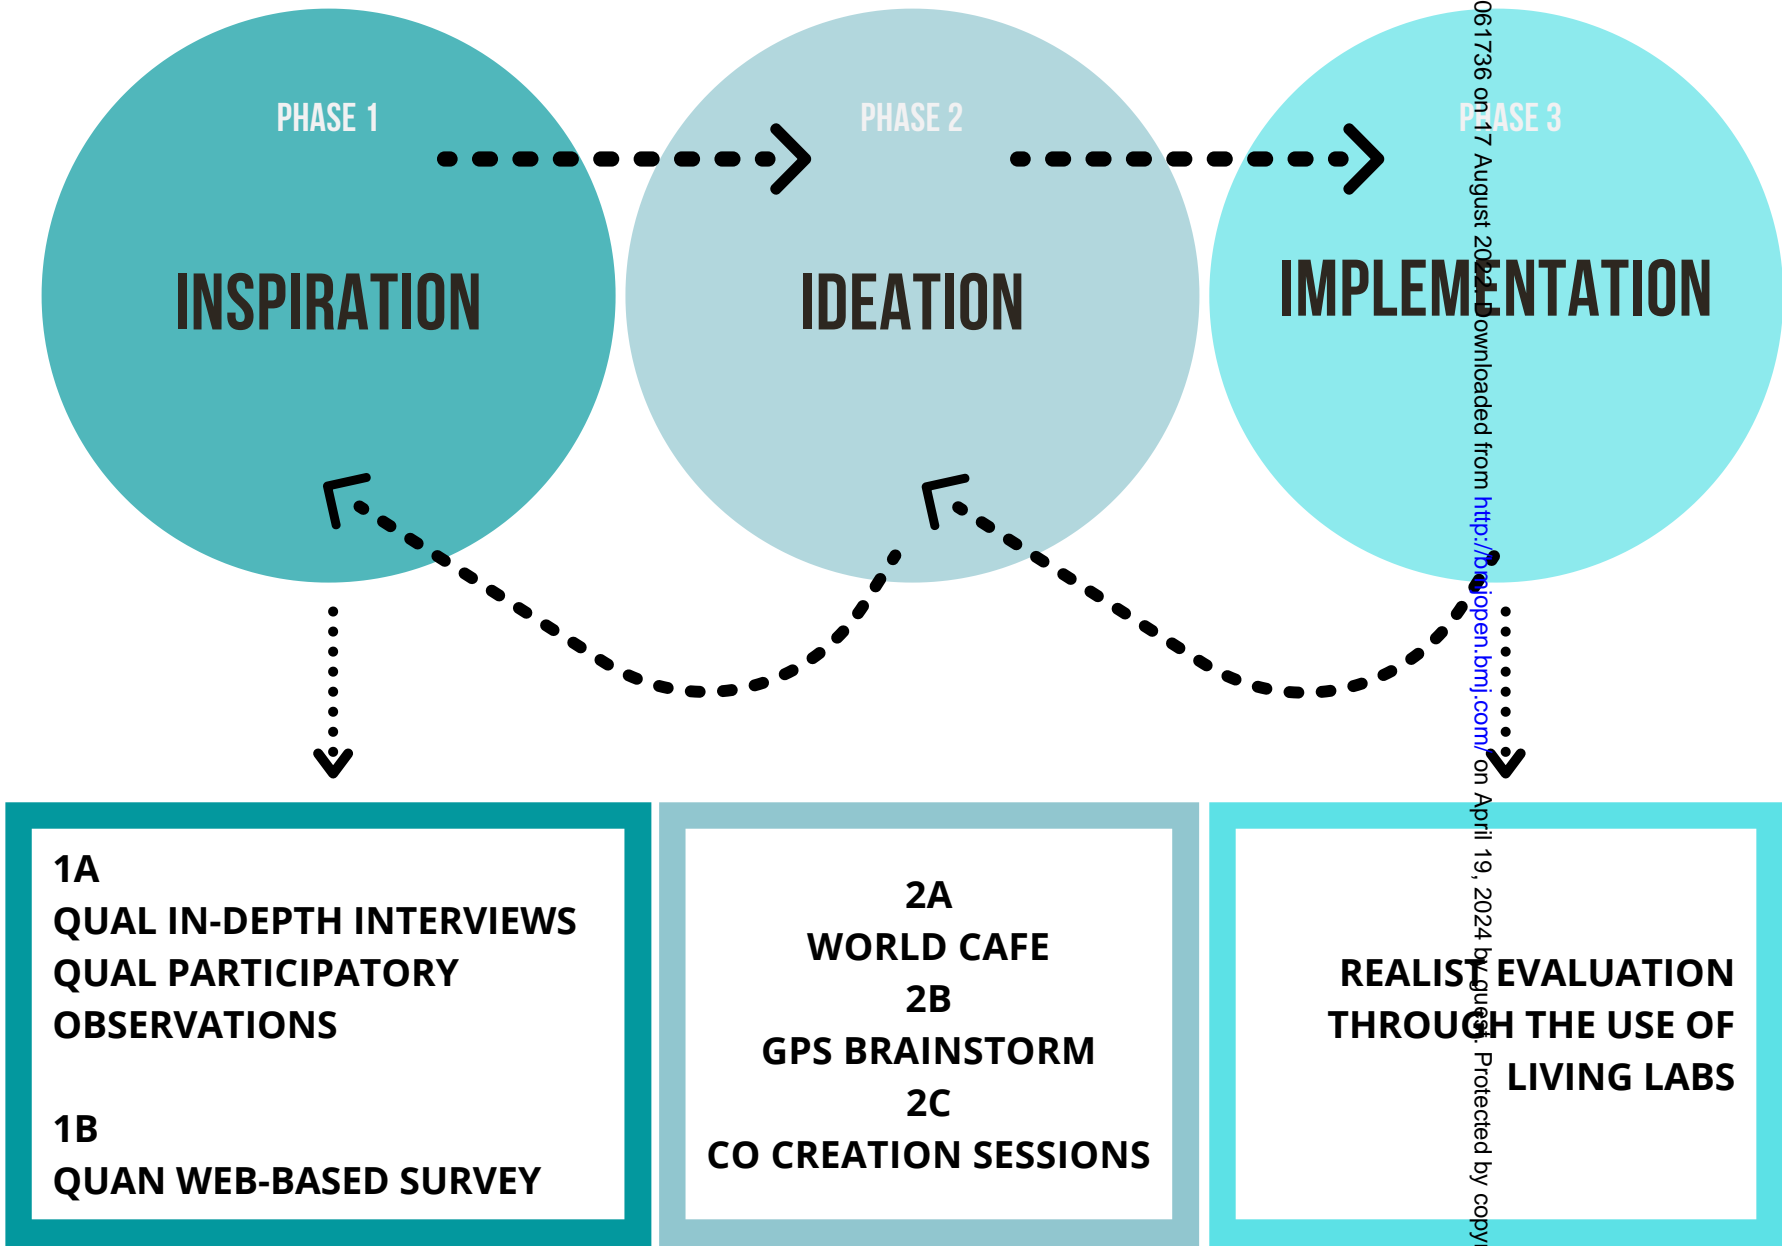 PHASE 1
PHASE 2
PHASE 3
INSPIRATION
IDEATION
IMPLEMENTATION
1A
QUAL IN-DEPTH INTERVIEWS
QUAL PARTICIPATORY
OBSERVATIONS
1B
QUAN WEB-BASED SURVEY
2A
WORLD CAFE
2B
GPS BRAINSTORM
2C
CO CREATION SESSIONS
REALIST EVALUATION
THROUGH THE USE OF
LIVING LABS
061736 on 17 August 2022. Downloaded from http://bmjopen.bmj.com/ on April 19, 2024 by guest. Protected by